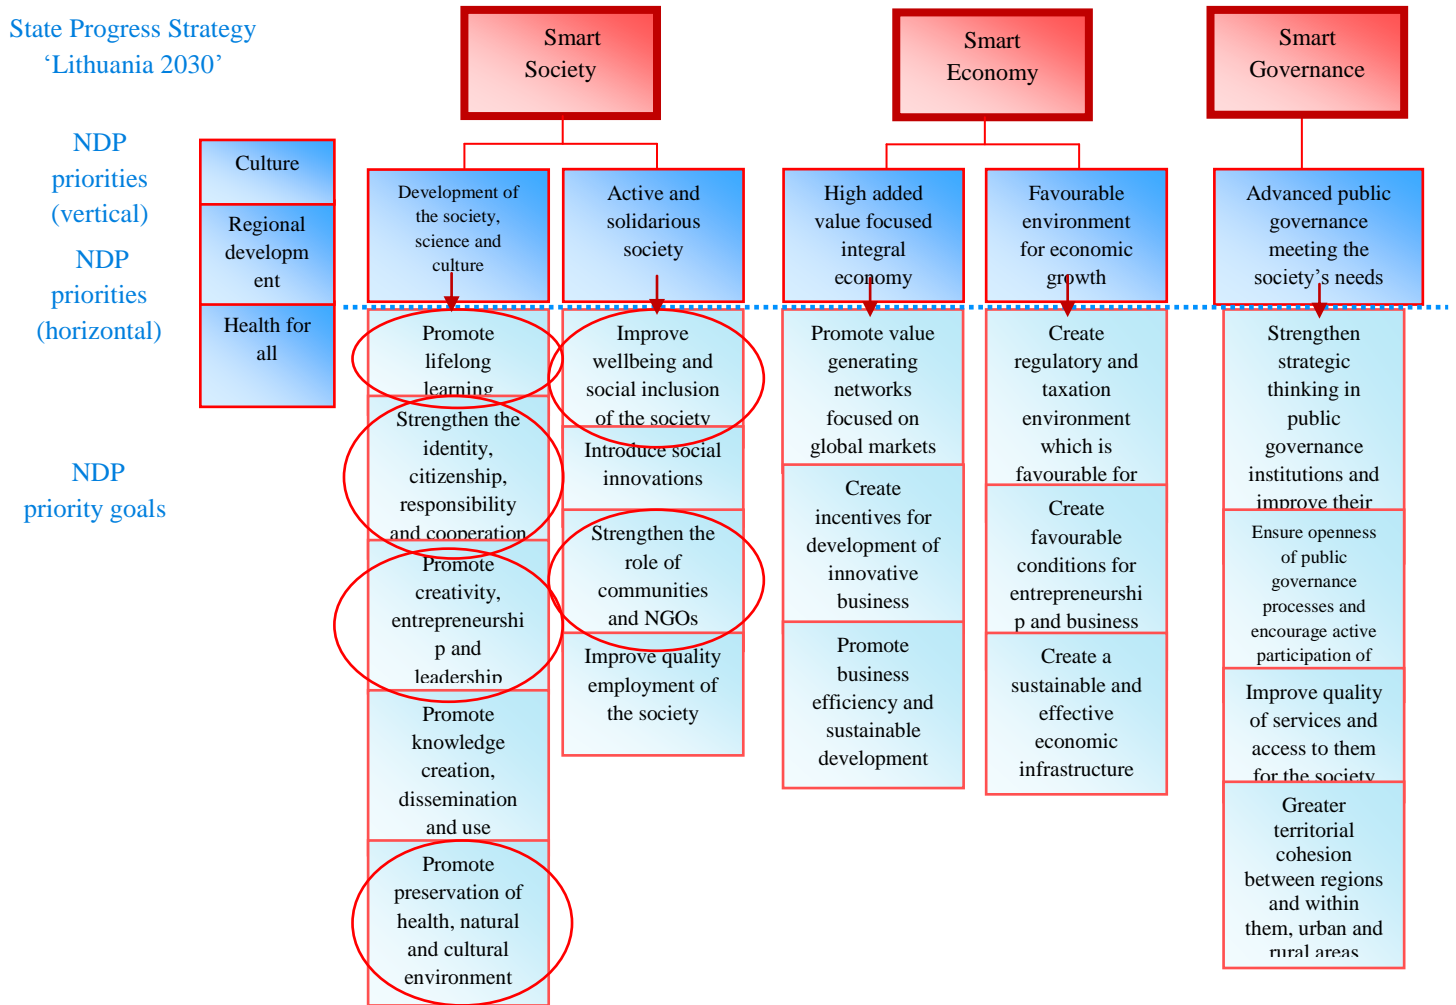 State Progress Strategy
‘Lithuania 2030’
Smart
Society
Smart
Economy
Smart
Governance
NDP
priorities
(vertical)
NDP
priorities
(horizontal)
NDP
priority goals
Culture
Regional
developm
ent
Health for
all
Development of
the society,
science and
culture
Active and
solidarious
society
High added
value focused
integral
economy
Favourable
environment
for economic
growth
Advanced public
governance
meeting the
society’s needs
Promote
lifelong
learning
Strengthen the
identity,
citizenship,
responsibility
and cooperation
Promote
creativity,
entrepreneurshi
p and
leadership
Promote
knowledge
creation,
dissemination
and use
Promote
preservation of
health, natural
and cultural
environment
Improve
wellbeing and
social inclusion
of the society
Introduce social
innovations
Strengthen the
role of
communities
and NGOs
Improve quality
employment of
the society
Promote value
generating
networks
focused on
global markets
Create
incentives for
development of
innovative
business
Promote
business
efficiency and
sustainable
development
Create
regulatory and
taxation
environment
which is
favourable for
Create
favourable
conditions for
entrepreneurshi
p and business
Create a
sustainable and
effective
economic
infrastructure
Strengthen
strategic
thinking in
public
governance
institutions and
improve their
Ensure openness
of public
governance
processes and
encourage active
participation of
Improve quality
of services and
access to them
for the society
Greater
territorial
cohesion
between regions
and within
them, urban and
rural areas